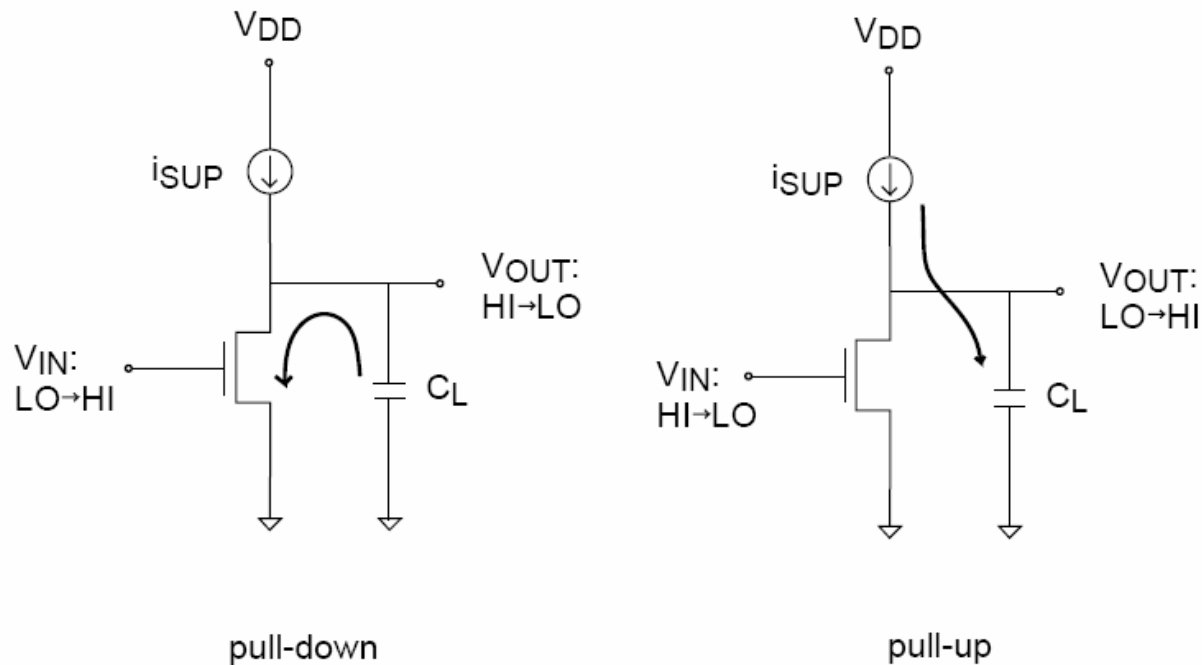 VDD
iSUP
VOUT:
HI→LO
VIN:
LO→HI
CL
pull-down
VDD
iSUP
VOUT:
LO→HI
VIN:
HI→LO
CL
pull-up